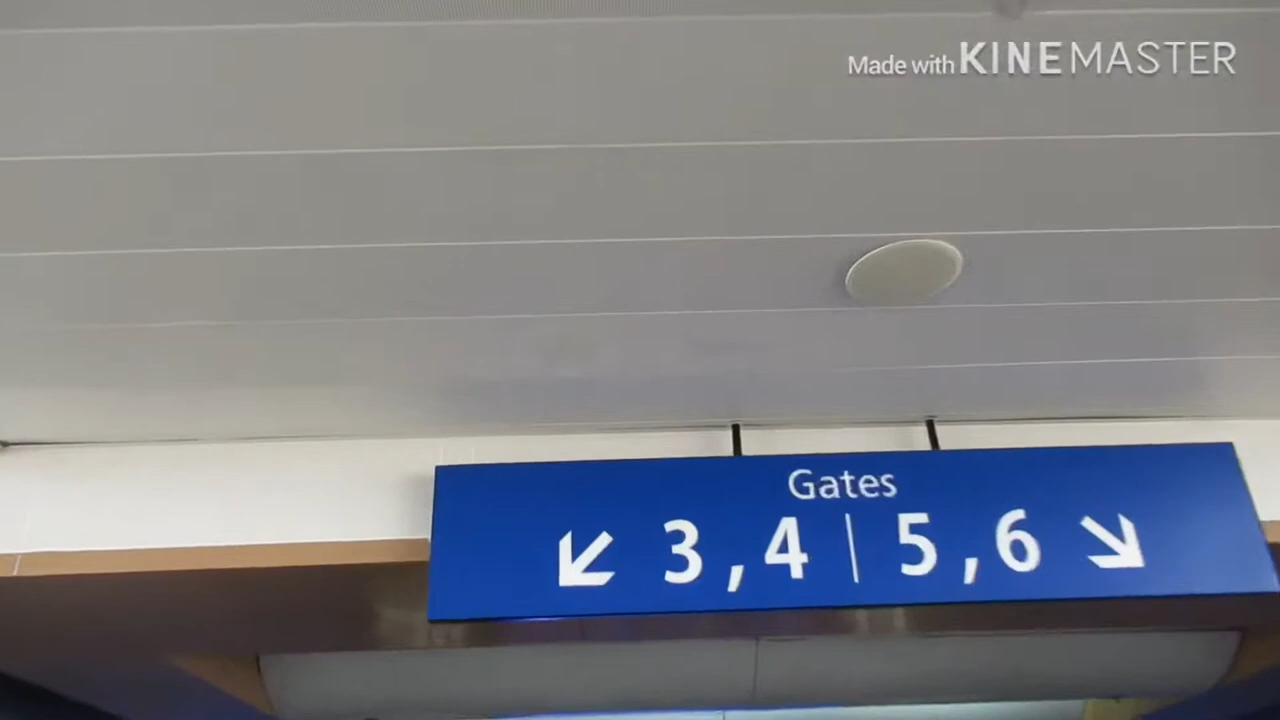 Made with KINEMASTER
Gates
↙ 3, 4 | 5, 6 ↘